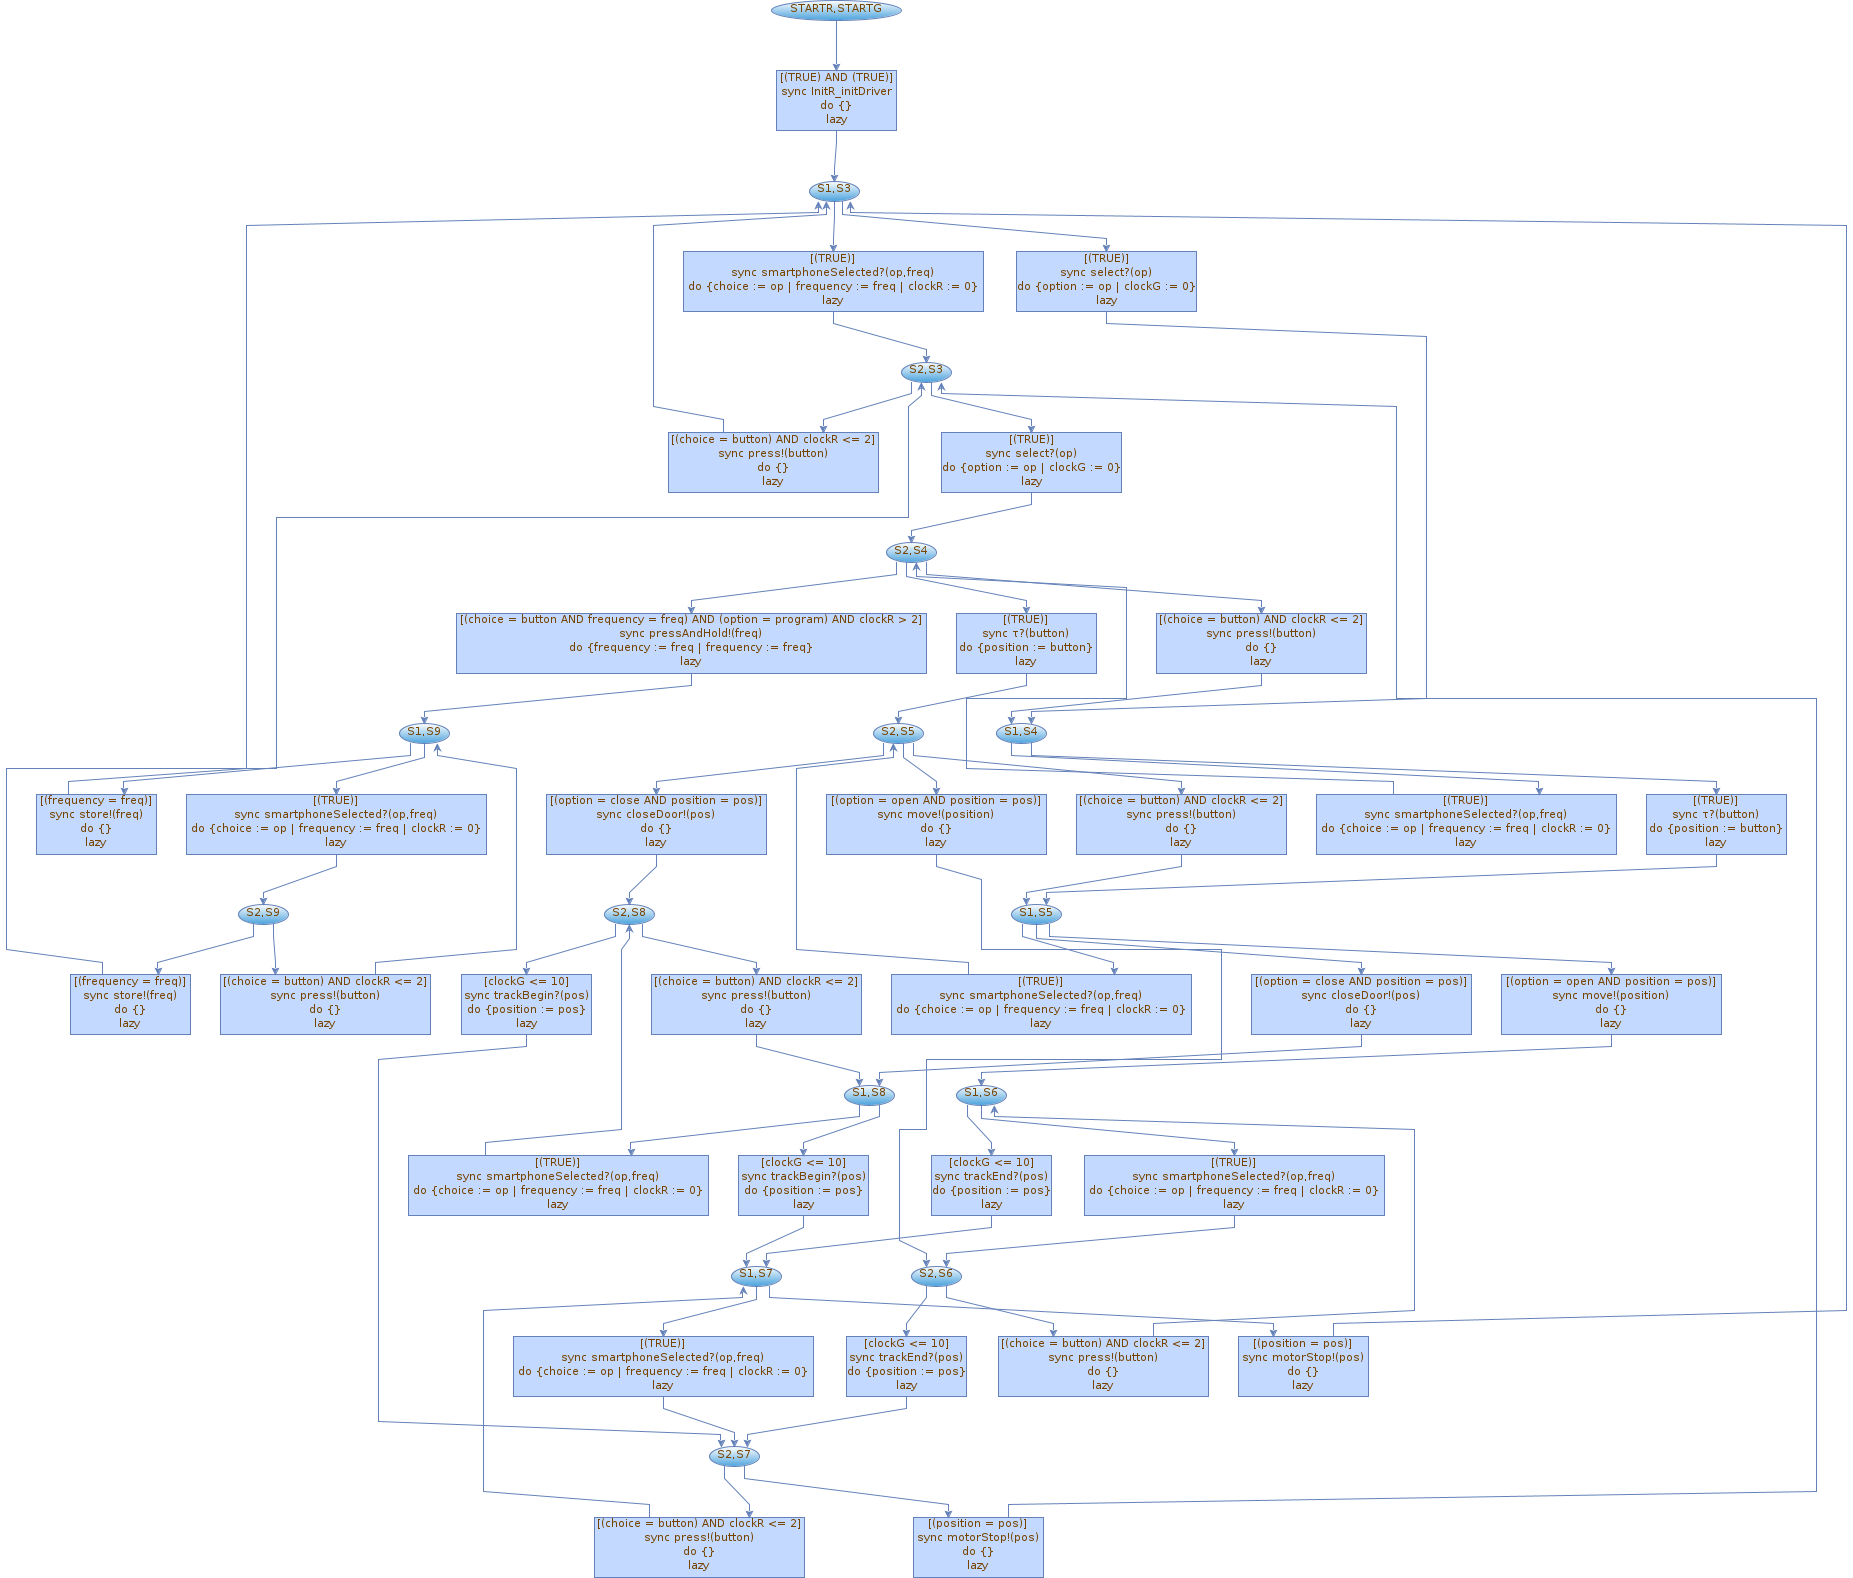 STARTR,STARTG
[(TRUE) AND (TRUE)]
sync InitR_initDriver
do {}
lazy
S1,S3
[(TRUE)]
sync smartphoneSelected?(op,freq)
do {choice := op | frequency := freq | clockR := 0}
lazy
[(TRUE)]
sync select?(op)
do {option := op | clockG := 0}
lazy
S2,S3
[(choice = button) AND clockR <= 2]
sync press!(button)
do {}
lazy
[(TRUE)]
sync select?(op)
do {option := op | clockG := 0}
lazy
S2,S4
[(choice = button AND frequency = freq) AND (option = program) AND clockR > 2]
sync pressAndHold!(freq)
do {frequency := freq | frequency := freq}
lazy
[(TRUE)]
sync τ?(button)
do {position := button}
lazy
[(choice = button) AND clockR <= 2]
sync press!(button)
do {}
lazy
S1,S9
S2,S5
S1,S4
[(frequency = freq)]
sync store!(freq)
do {}
lazy
[(TRUE)]
sync smartphoneSelected?(op,freq)
do {choice := op | frequency := freq | clockR := 0}
lazy
[(option = close AND position = pos)]
sync closeDoor!(pos)
do {}
lazy
[(option = open AND position = pos)]
sync move!(position)
do {}
lazy
[(choice = button) AND clockR <= 2]
sync press!(button)
do {}
lazy
[(TRUE)]
sync smartphoneSelected?(op,freq)
do {choice := op | frequency := freq | clockR := 0}
lazy
[(TRUE)]
sync τ?(button)
do {position := button}
lazy
S2,S9
S2,S8
S1,S5
[(frequency = freq)]
sync store!(freq)
do {}
lazy
[(choice = button) AND clockR <= 2]
sync press!(button)
do {}
lazy
[clockG <= 10]
sync trackBegin?(pos)
do {position := pos}
lazy
[(choice = button) AND clockR <= 2]
sync press!(button)
do {}
lazy
[(TRUE)]
sync smartphoneSelected?(op,freq)
do {choice := op | frequency := freq | clockR := 0}
lazy
[(option = close AND position = pos)]
sync closeDoor!(pos)
do {}
lazy
[(option = open AND position = pos)]
sync move!(position)
do {}
lazy
S1,S8
S1,S6
[(TRUE)]
sync smartphoneSelected?(op,freq)
do {choice := op | frequency := freq | clockR := 0}
lazy
[clockG <= 10]
sync trackBegin?(pos)
do {position := pos}
lazy
[clockG <= 10]
sync trackEnd?(pos)
do {position := pos}
lazy
[(TRUE)]
sync smartphoneSelected?(op,freq)
do {choice := op | frequency := freq | clockR := 0}
lazy
S1,S7
S2,S6
[(TRUE)]
sync smartphoneSelected?(op,freq)
do {choice := op | frequency := freq | clockR := 0}
lazy
[clockG <= 10]
sync trackEnd?(pos)
do {position := pos}
lazy
[(choice = button) AND clockR <= 2]
sync press!(button)
do {}
lazy
[(position = pos)]
sync motorStop!(pos)
do {}
lazy
S2,S7
[(choice = button) AND clockR <= 2]
sync press!(button)
do {}
lazy
[(position = pos)]
sync motorStop!(pos)
do {}
lazy